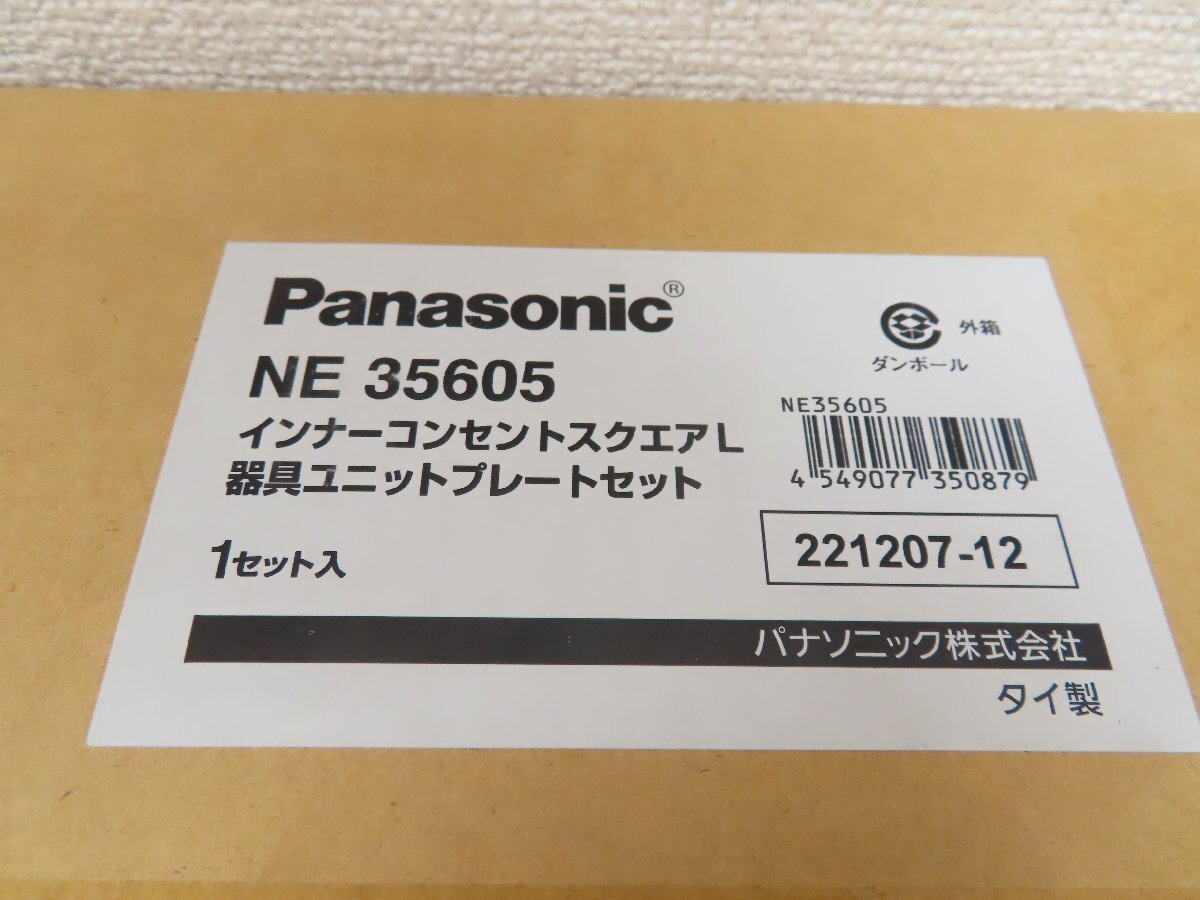 Panasonic®
NE 35605
インナーコンセントスクエアL
器具ユニットプレートセット
1セット入
外箱
ダンボール
NE35605
4 549077 350879
221207-12
パナソニック株式会社
タイ製